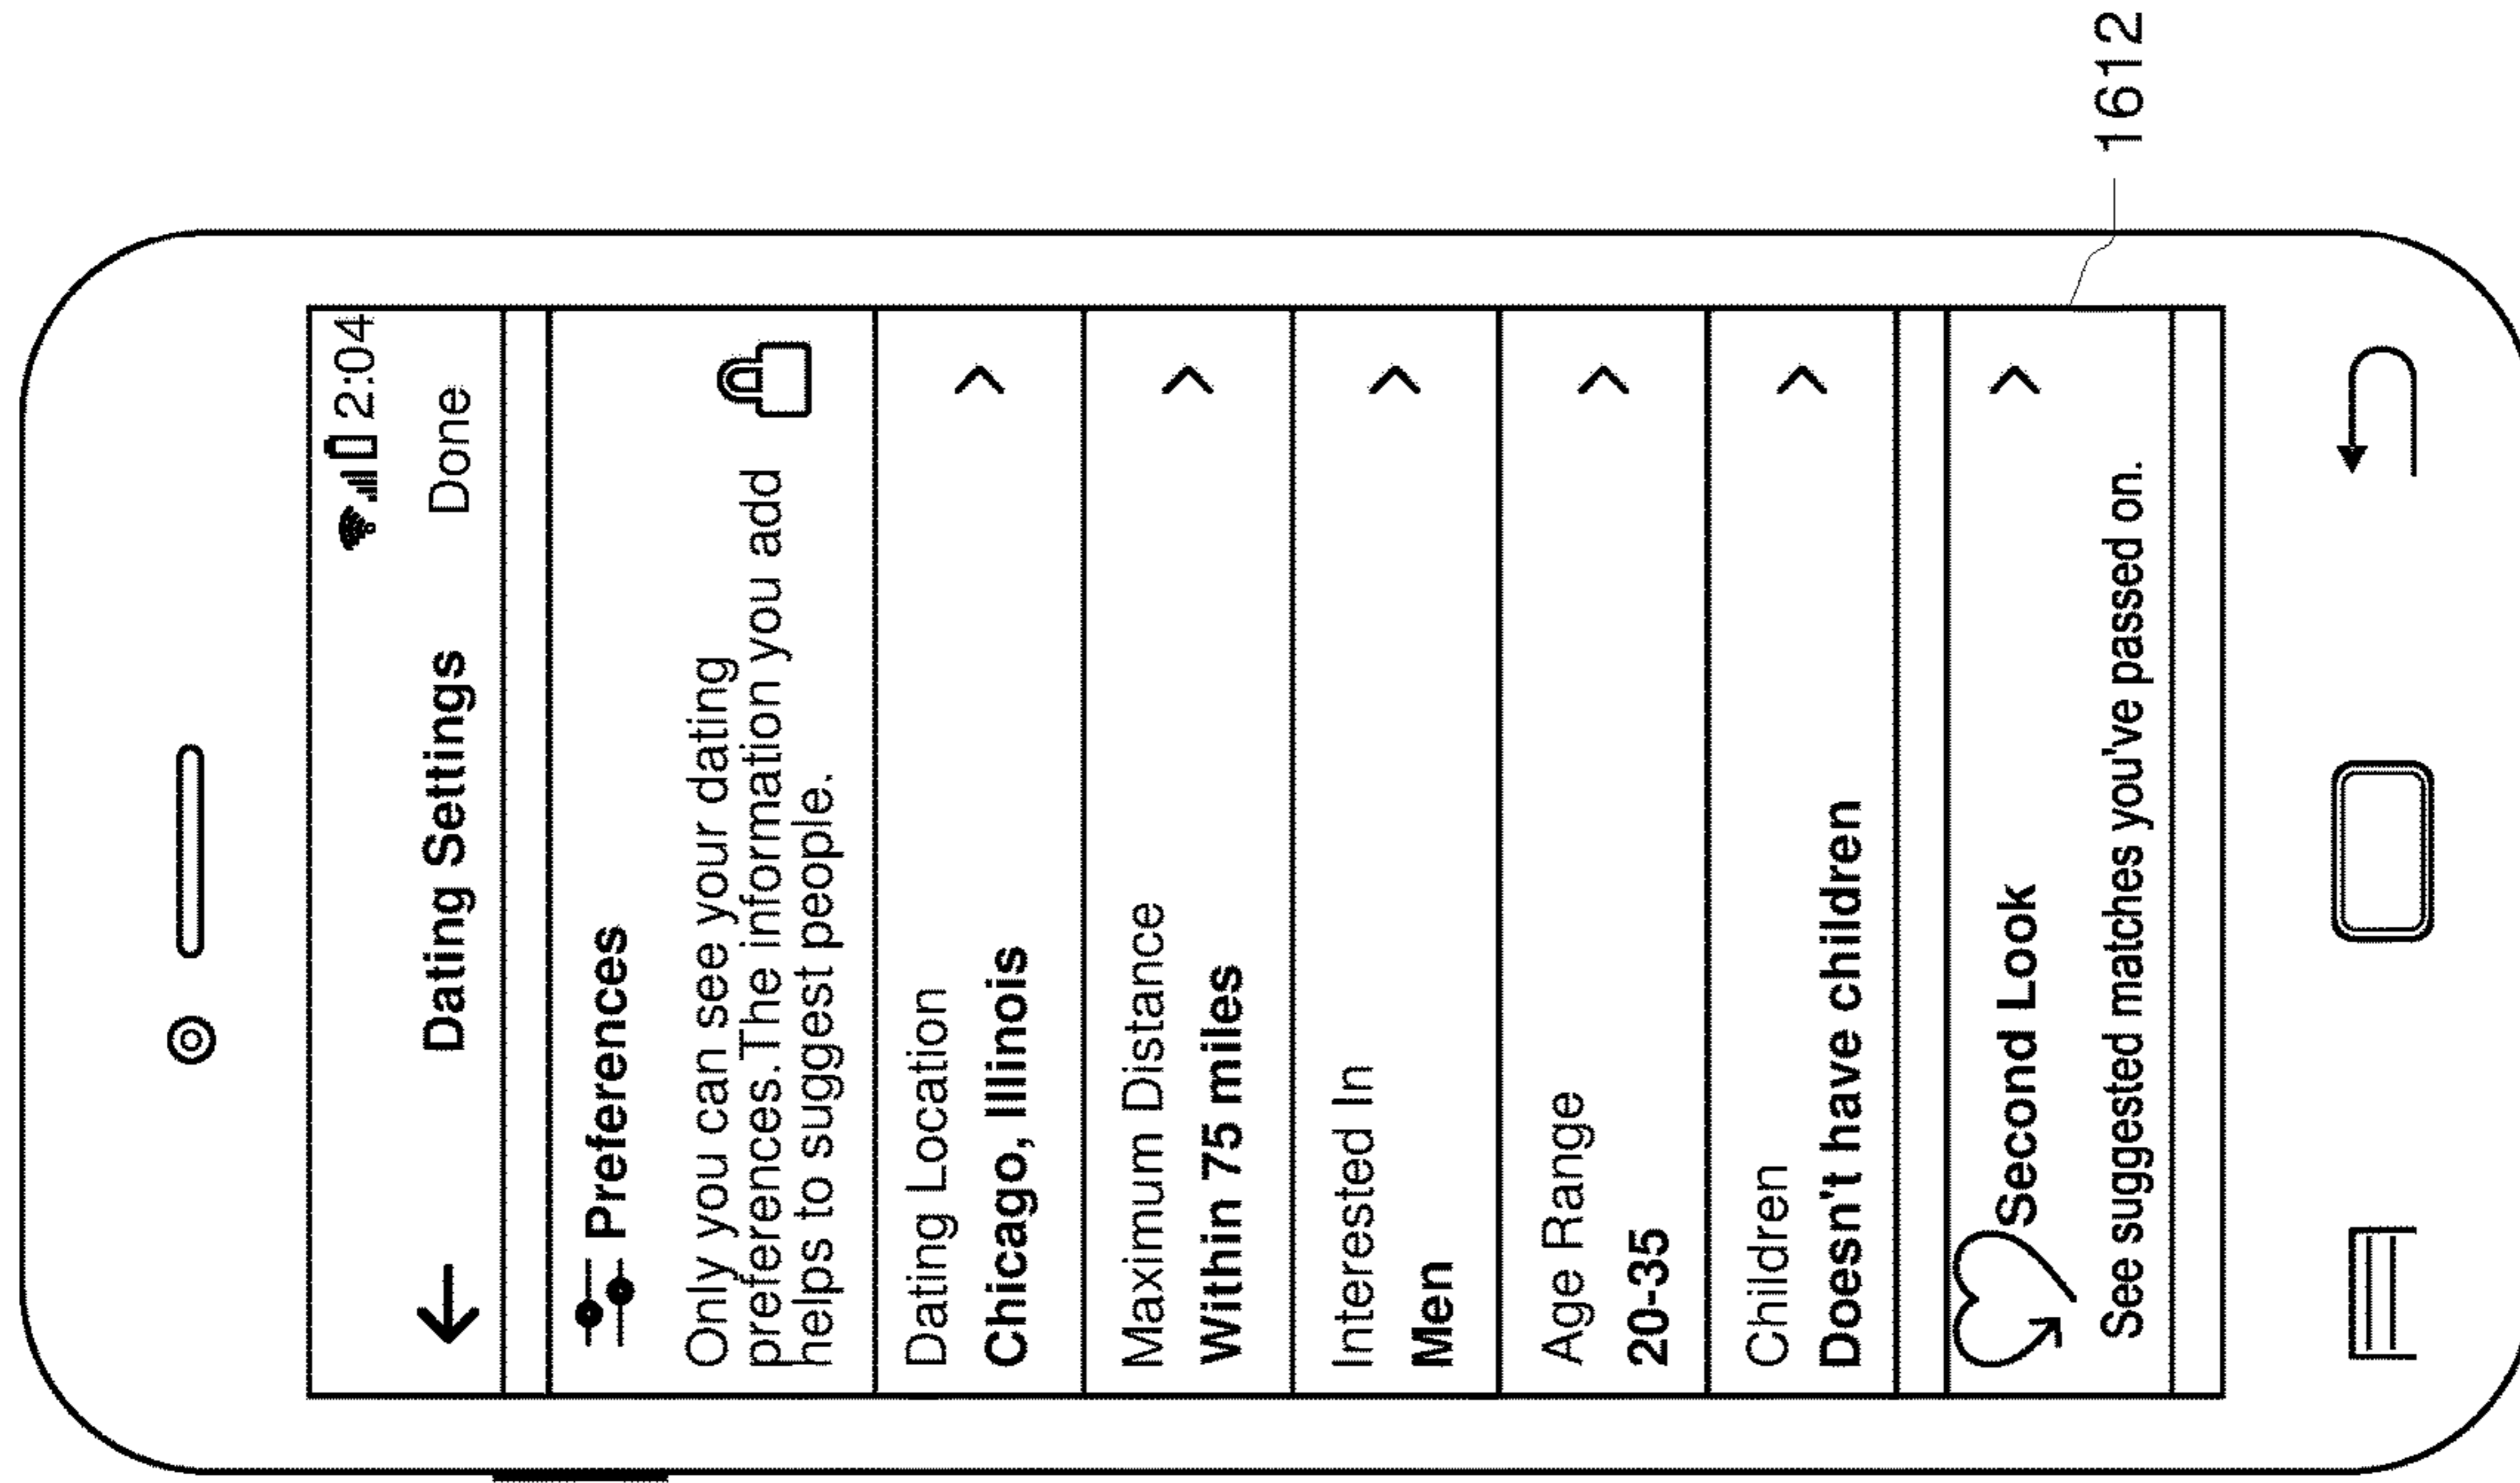 2:04
Dating Settings Done
Preferences
Only you can see your dating
preferences. The information you add
helps to suggest people.
Dating Location
Chicago, Illinois
Maximum Distance
Within 75 miles
Interested In
Men
Age Range
20-35
Children
Doesn't have children
Second Look
See suggested matches you've passed on.
1612